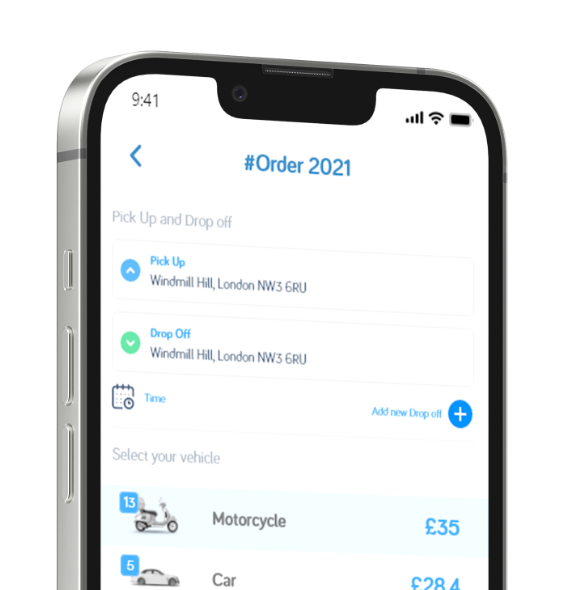 9:41
#Order 2021
Pick Up and Drop off
Pick Up
Windmill Hill, London NW3 6RU
Drop Off
Windmill Hill, London NW3 6RU
Time
Add new Drop off
Select your vehicle
13
Motorcycle
£35
5
Car
£28.4